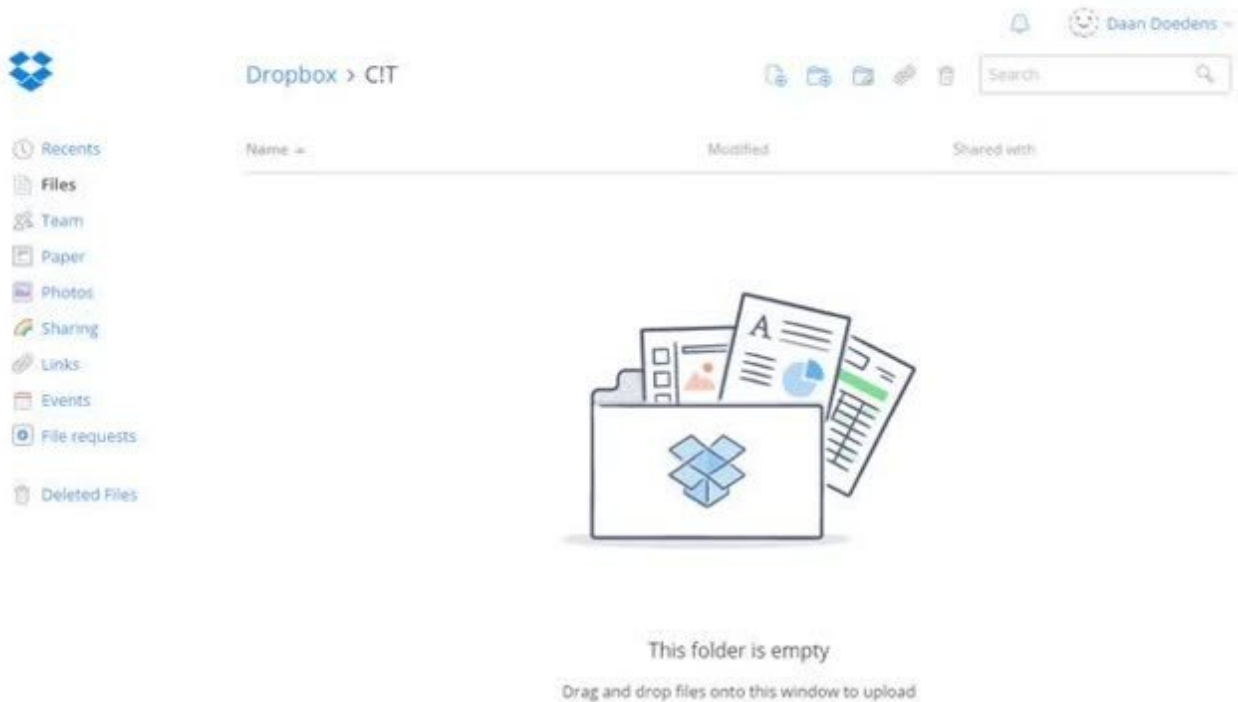 Daan Doedens
Dropbox > C!T
Search
Recents
Files
Team
Paper
Photos
Sharing
Links
Events
File requests
Deleted Files
Name
Modified
Shared with
A
This folder is empty
Drag and drop files onto this window to upload